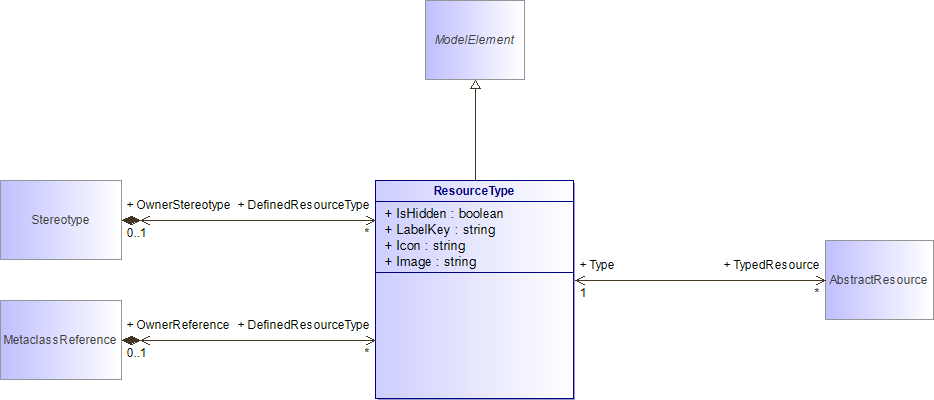 ModelElement
ResourceType
+ IsHidden : boolean
+ LabelKey : string
+ Icon : string
+ Image : string
Stereotype
+ OwnerStereotype + DefinedResourceType
0..1 *
+ Type + TypedResource
1 *
AbstractResource
MetaclassReference
+ OwnerReference + DefinedResourceType
0..1 *